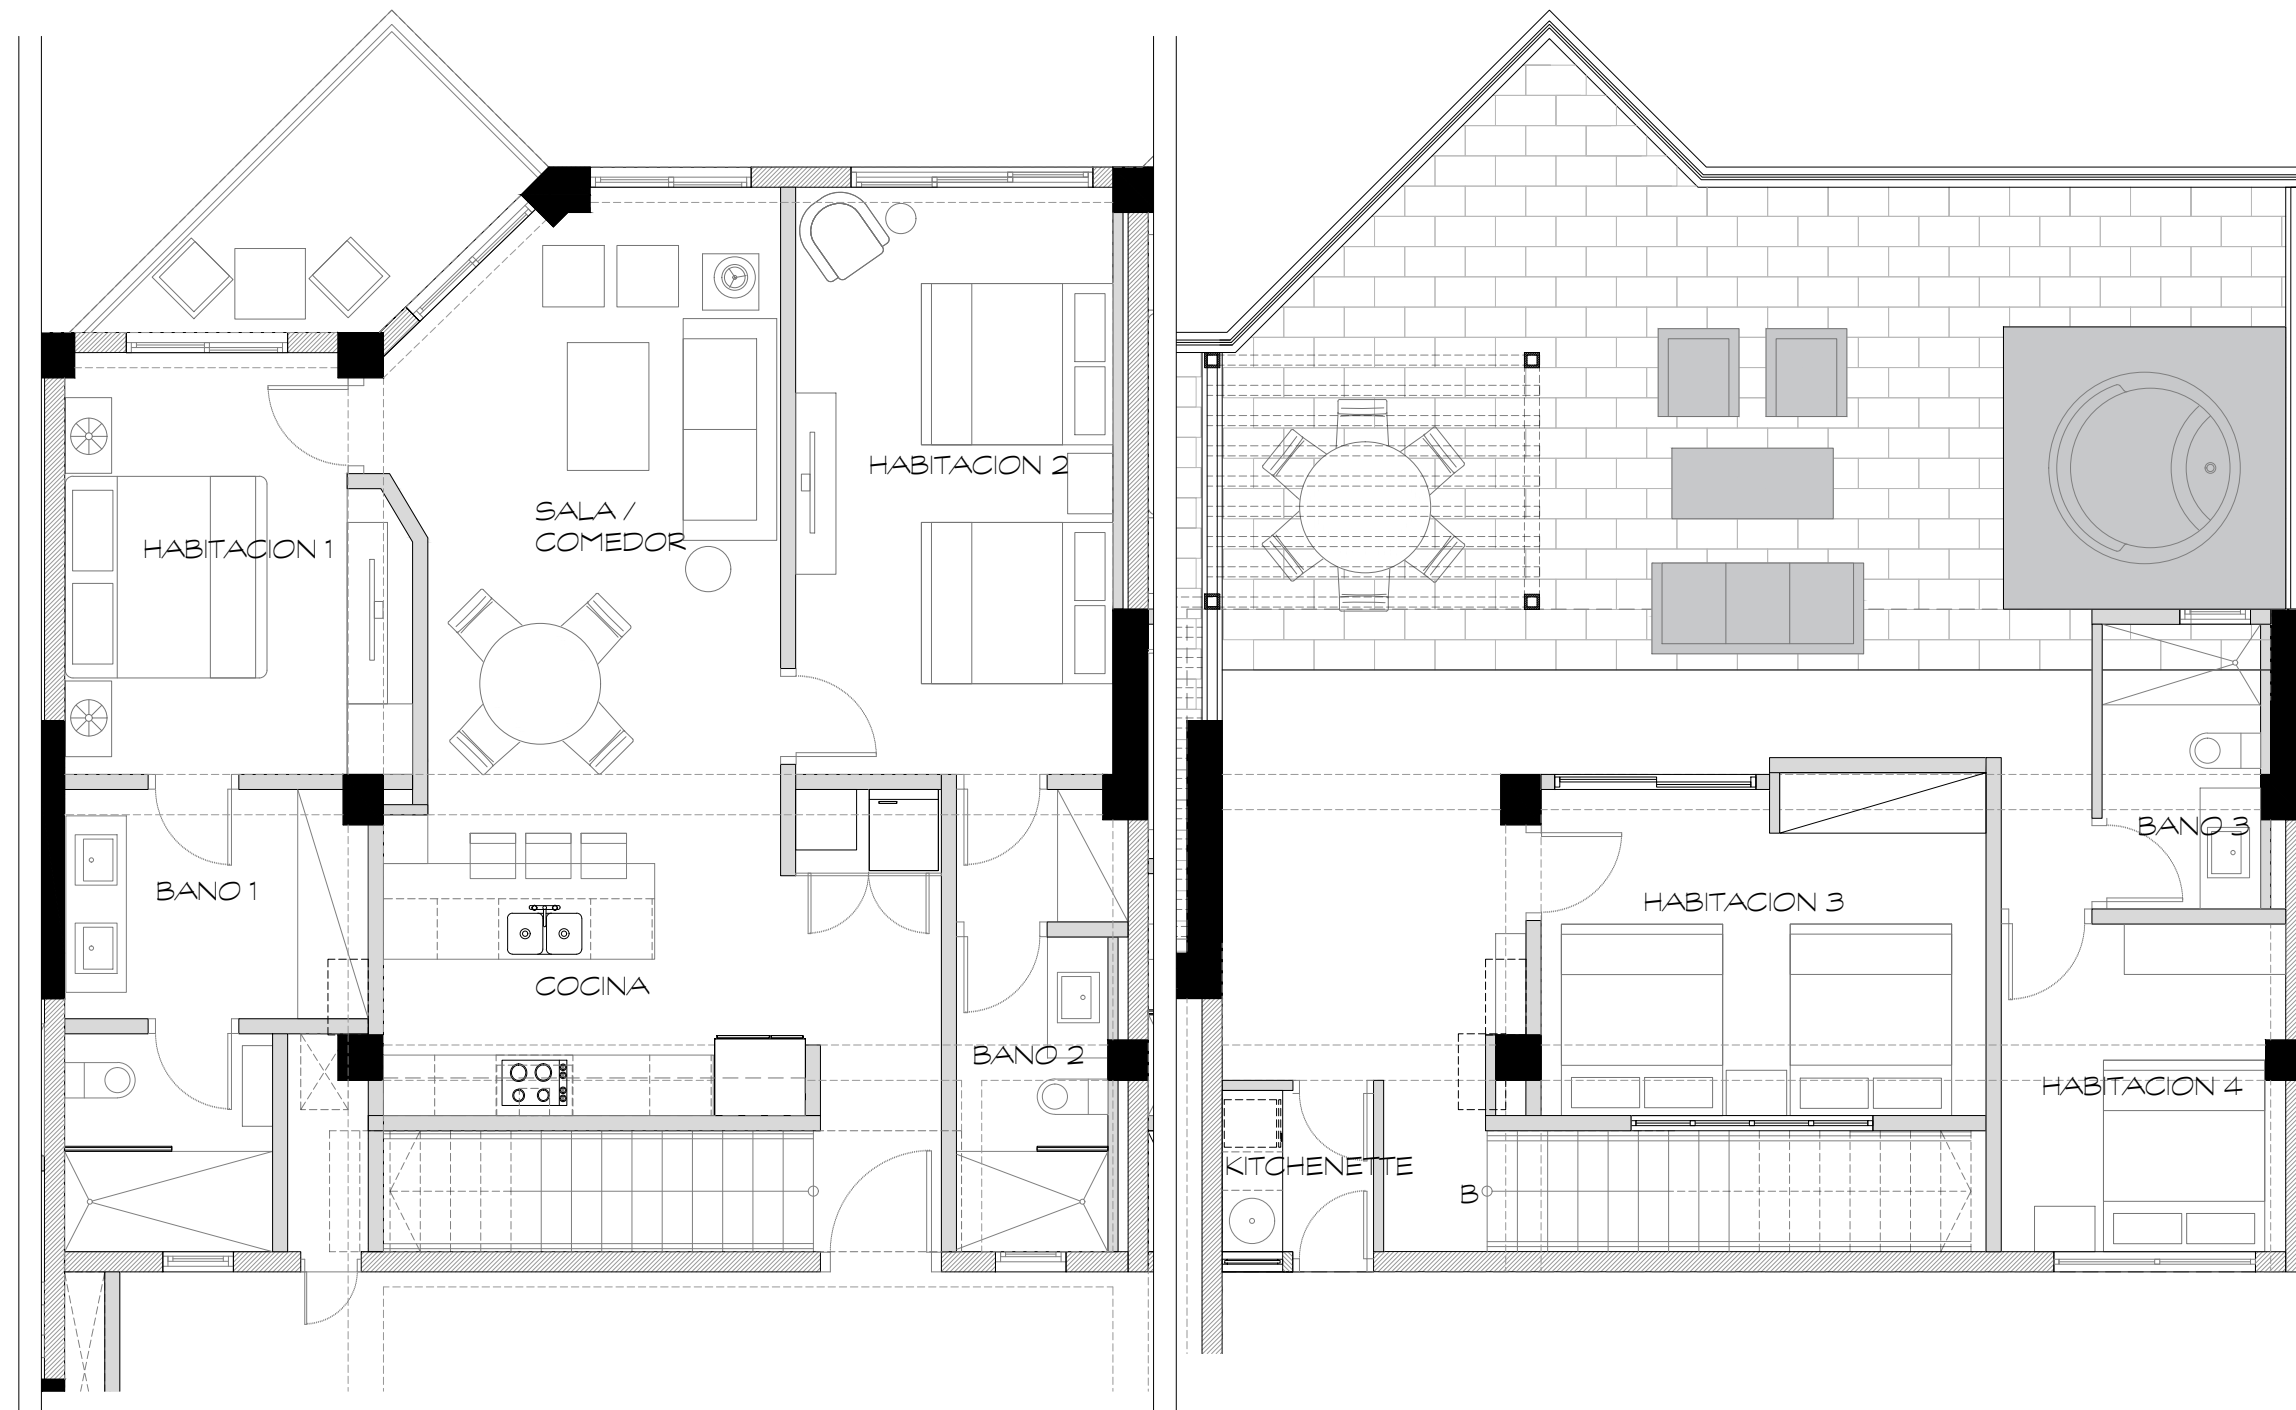 HABITACION 1
SALA /
COMEDOR
HABITACION 2
BANO 1
COCINA
BANO 2
BANO 3
HABITACION 3
HABITACION 4
KITCHENETTE
B